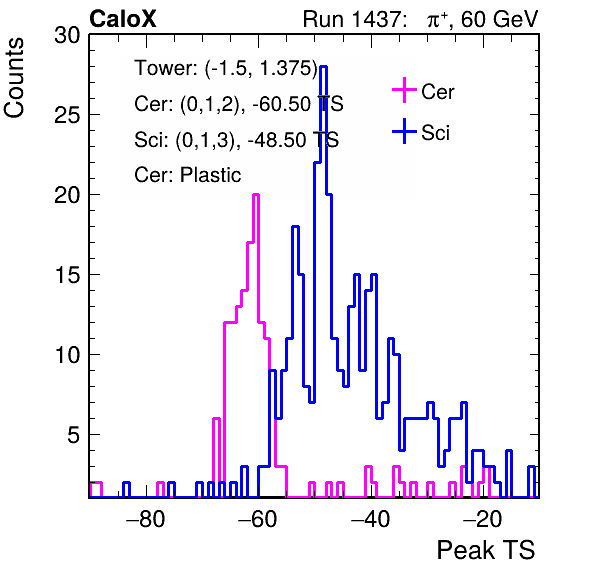 CaloX Run 1437: π⁺, 60 GeV
Counts
30
25
20
15
10
5
Tower: (-1.5, 1.375)
Cer: (0,1,2), -60.50 TS
Sci: (0,1,3), -48.50 TS
Cer: Plastic
Cer
Sci
−80 −60 −40 −20
Peak TS